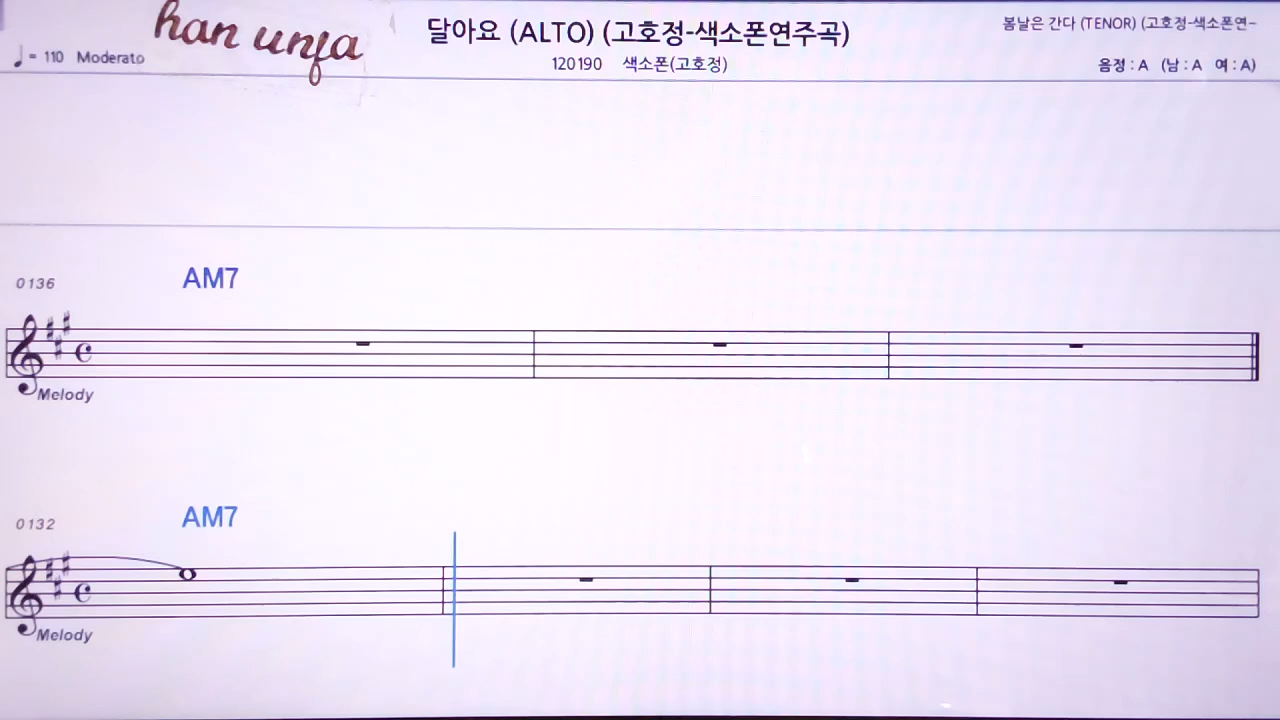 han unfa
달아요 (ALTO) (고호정-색소폰연주곡)
봄날은 간다 (TENOR) (고호정-색소폰연~
♩ = 110 Moderato
120190 색소폰(고호정)
음정 : A (남 : A 여 : A)
AM7
0136
Melody
AM7
0132
Melody